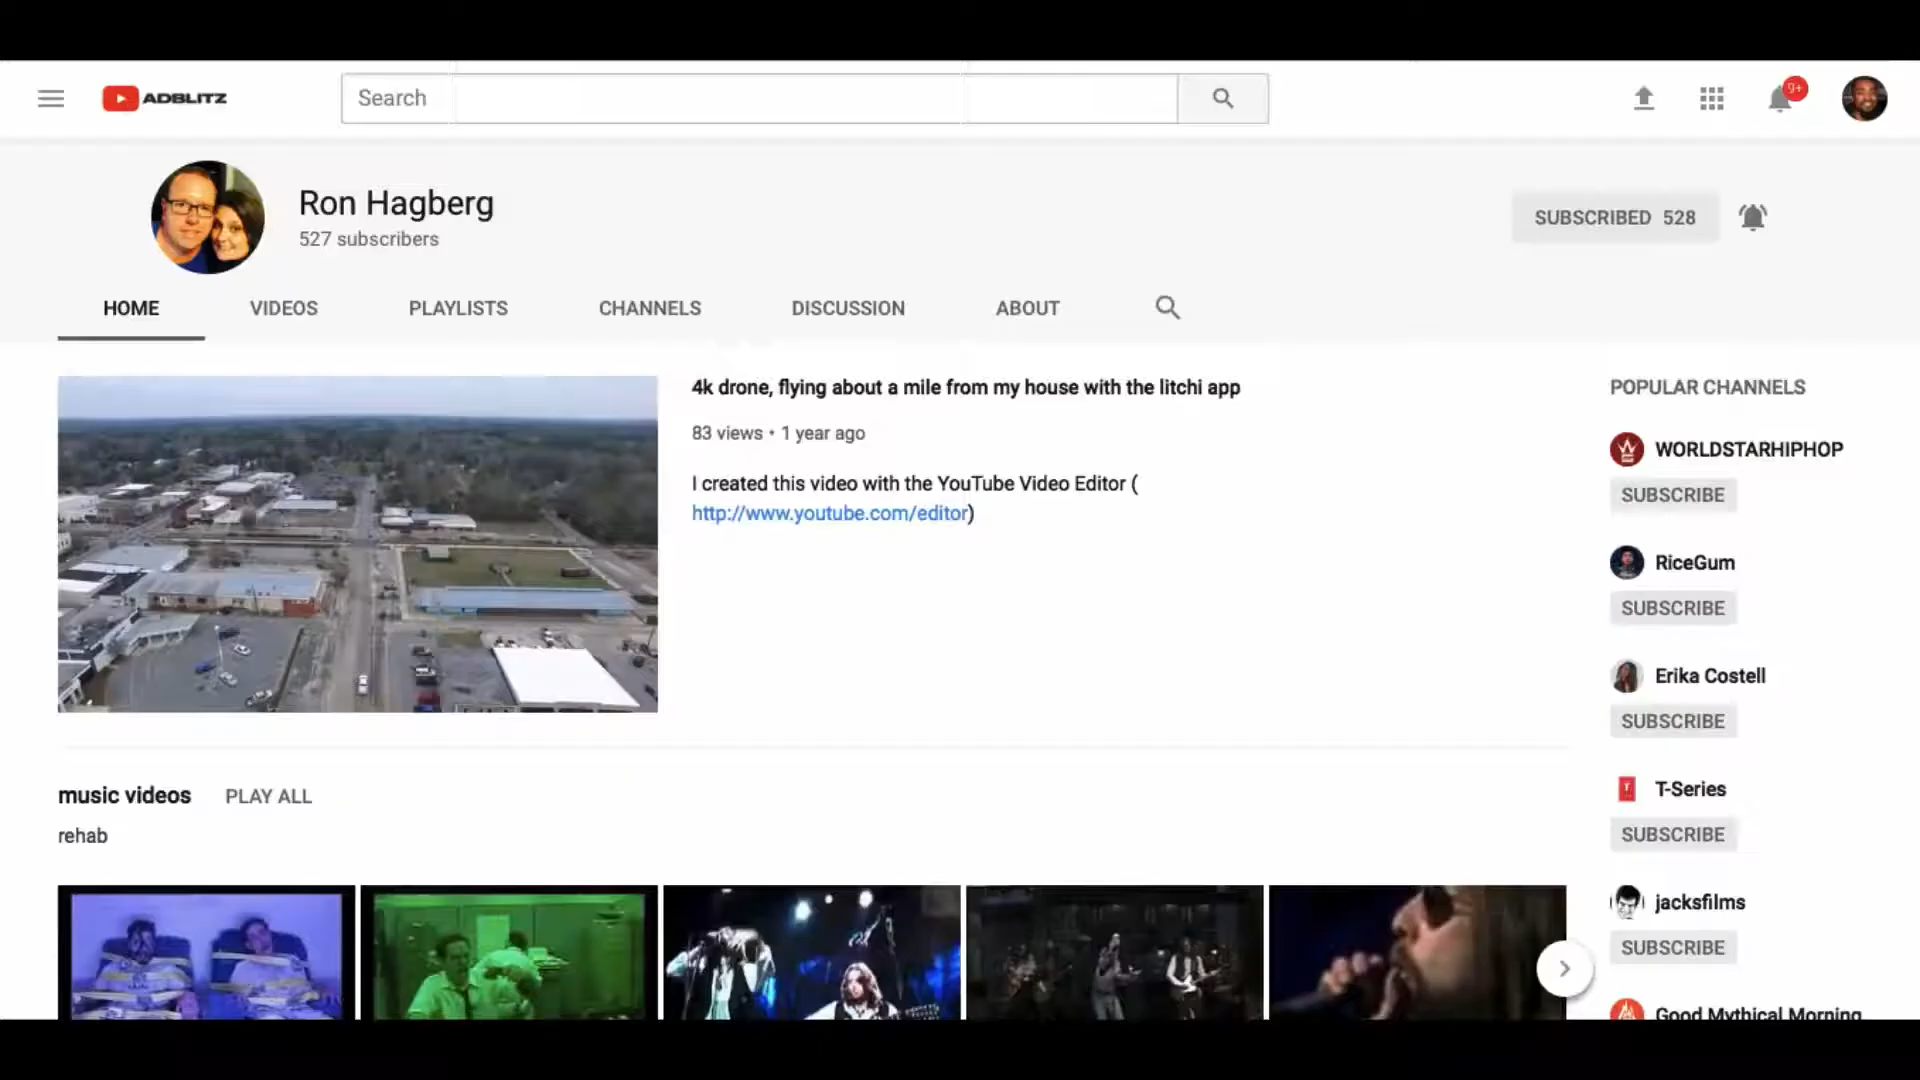 ADBLITZ
Search
9+
Ron Hagberg
527 subscribers
SUBSCRIBED 528
HOME VIDEOS PLAYLISTS CHANNELS DISCUSSION ABOUT
4k drone, flying about a mile from my house with the litchi app
83 views • 1 year ago
I created this video with the YouTube Video Editor (
http://www.youtube.com/editor)
music videos PLAY ALL
rehab
POPULAR CHANNELS
WORLDSTARHIPHOP
SUBSCRIBE
RiceGum
SUBSCRIBE
Erika Costell
SUBSCRIBE
T-Series
SUBSCRIBE
jacksfilms
SUBSCRIBE
Good Mythical Morning